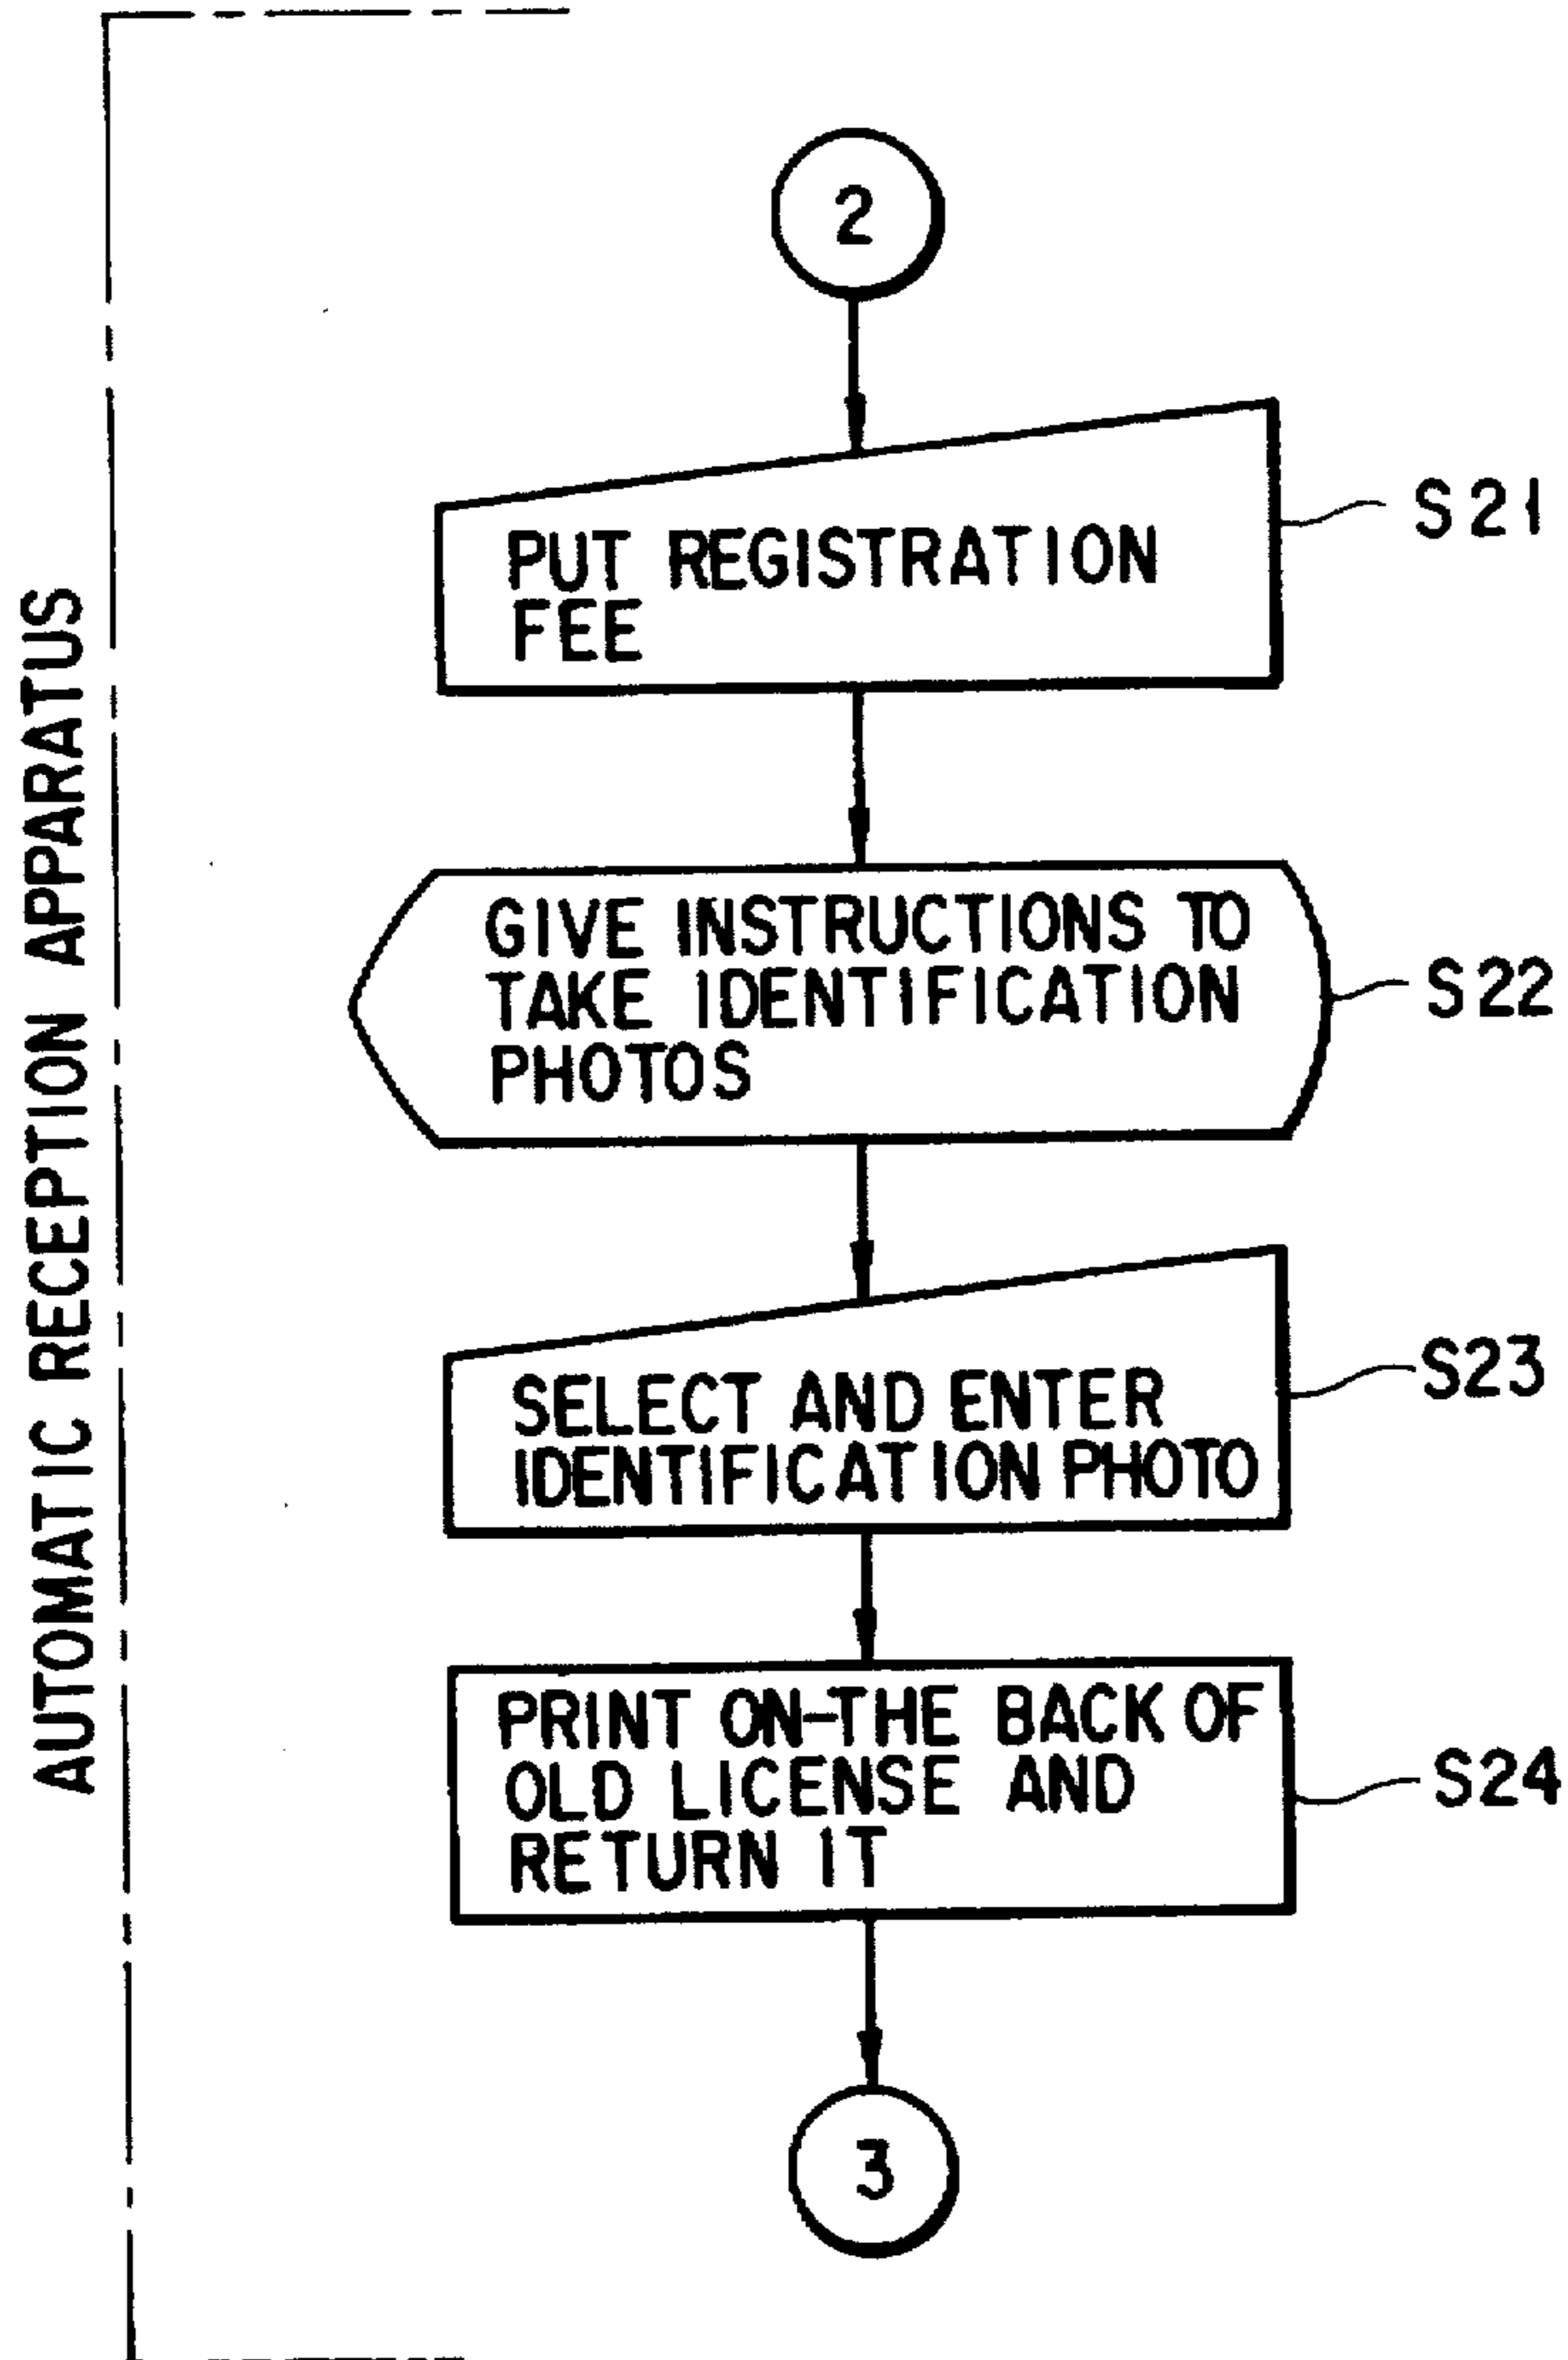 AUTOMATIC RECEPTION APPARATUS
2
PUT REGISTRATION
FEE
S21
GIVE INSTRUCTIONS TO
TAKE IDENTIFICATION
PHOTOS
S22
SELECT AND ENTER
IDENTIFICATION PHOTO
S23
PRINT ON-THE BACK OF
OLD LICENSE AND
RETURN IT
S24
3